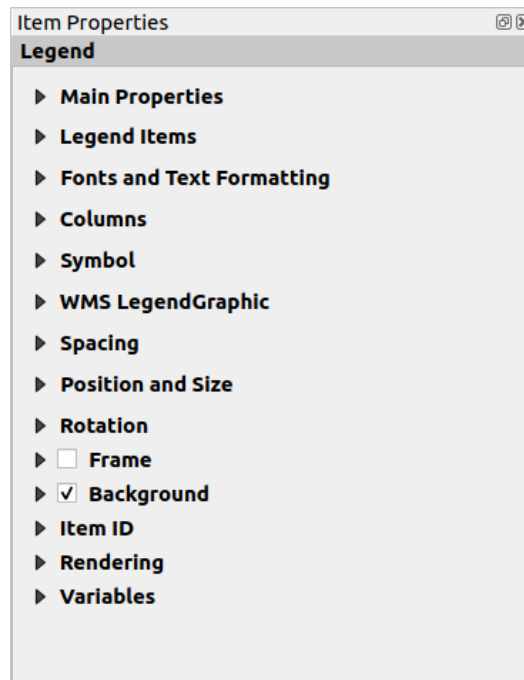 Item Properties
Legend
Main Properties
Legend Items
Fonts and Text Formatting
Columns
Symbol
WMS LegendGraphic
Spacing
Position and Size
Rotation
Frame
Background
Item ID
Rendering
Variables